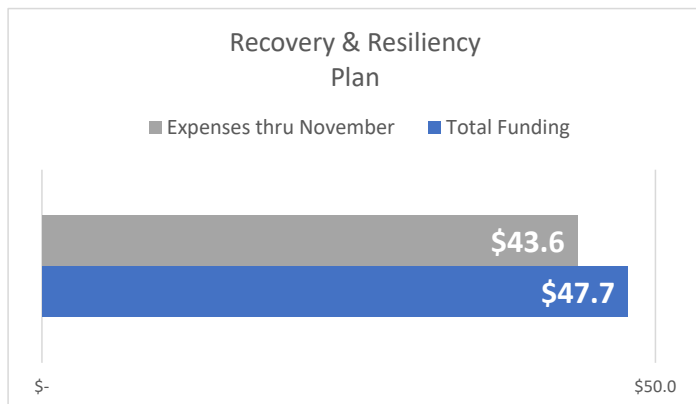 Recovery & Resiliency
Plan
Expenses thru November Total Funding
$43.6
$47.7
$- $50.0